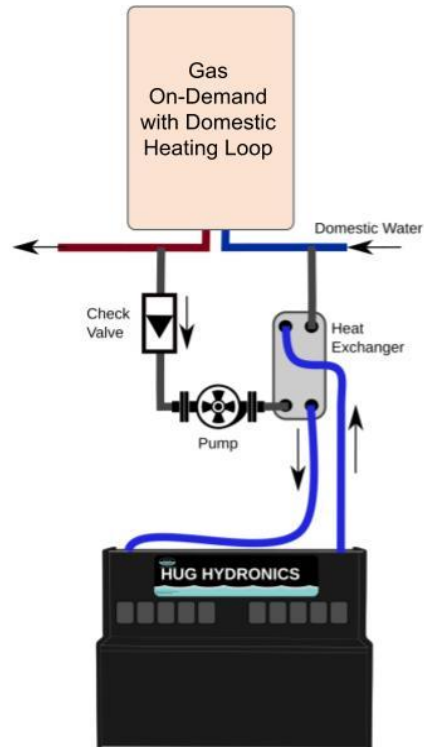 Gas
On-Demand
with Domestic
Heating Loop
Domestic Water
Check
Valve
Heat
Exchanger
Pump
HUG HYDRONICS